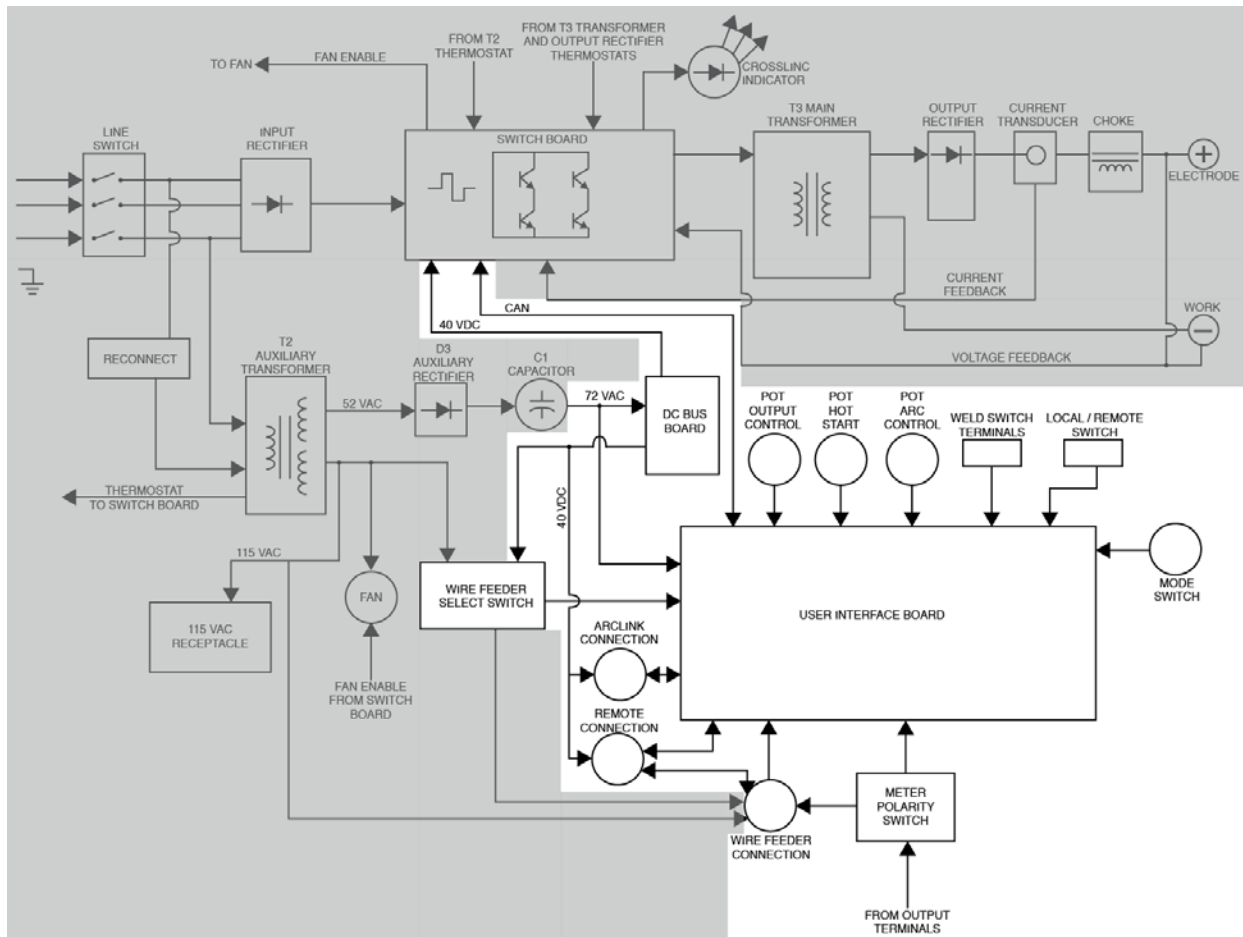 FROM T2
THERMOSTAT
FROM T3 TRANSFORMER
AND OUTPUT RECTIFIER
THERMOSTATS
TO FAN
FAN ENABLE
CROSSLINC
INDICATOR
LINE
SWITCH
INPUT
RECTIFIER
SWITCH BOARD
T3 MAIN
TRANSFORMER
OUTPUT
RECTIFIER
CURRENT
TRANSDUCER
CHOKE
+
ELECTRODE
CURRENT
FEEDBACK
CAN
40 VDC
WORK
−
VOLTAGE FEEDBACK
RECONNECT
T2
AUXILIARY
TRANSFORMER
D3
AUXILIARY
RECTIFIER
C1
CAPACITOR
52 VAC
72 VAC
DC BUS
BOARD
POT
OUTPUT
CONTROL
POT
HOT
START
POT
ARC
CONTROL
WELD SWITCH
TERMINALS
LOCAL / REMOTE
SWITCH
THERMOSTAT
TO SWITCH BOARD
40 VDC
115 VAC
115 VAC
RECEPTACLE
FAN
FAN ENABLE
FROM SWITCH
BOARD
WIRE FEEDER
SELECT SWITCH
USER INTERFACE BOARD
MODE
SWITCH
ARCLINK
CONNECTION
REMOTE
CONNECTION
WIRE FEEDER
CONNECTION
METER
POLARITY
SWITCH
FROM OUTPUT
TERMINALS